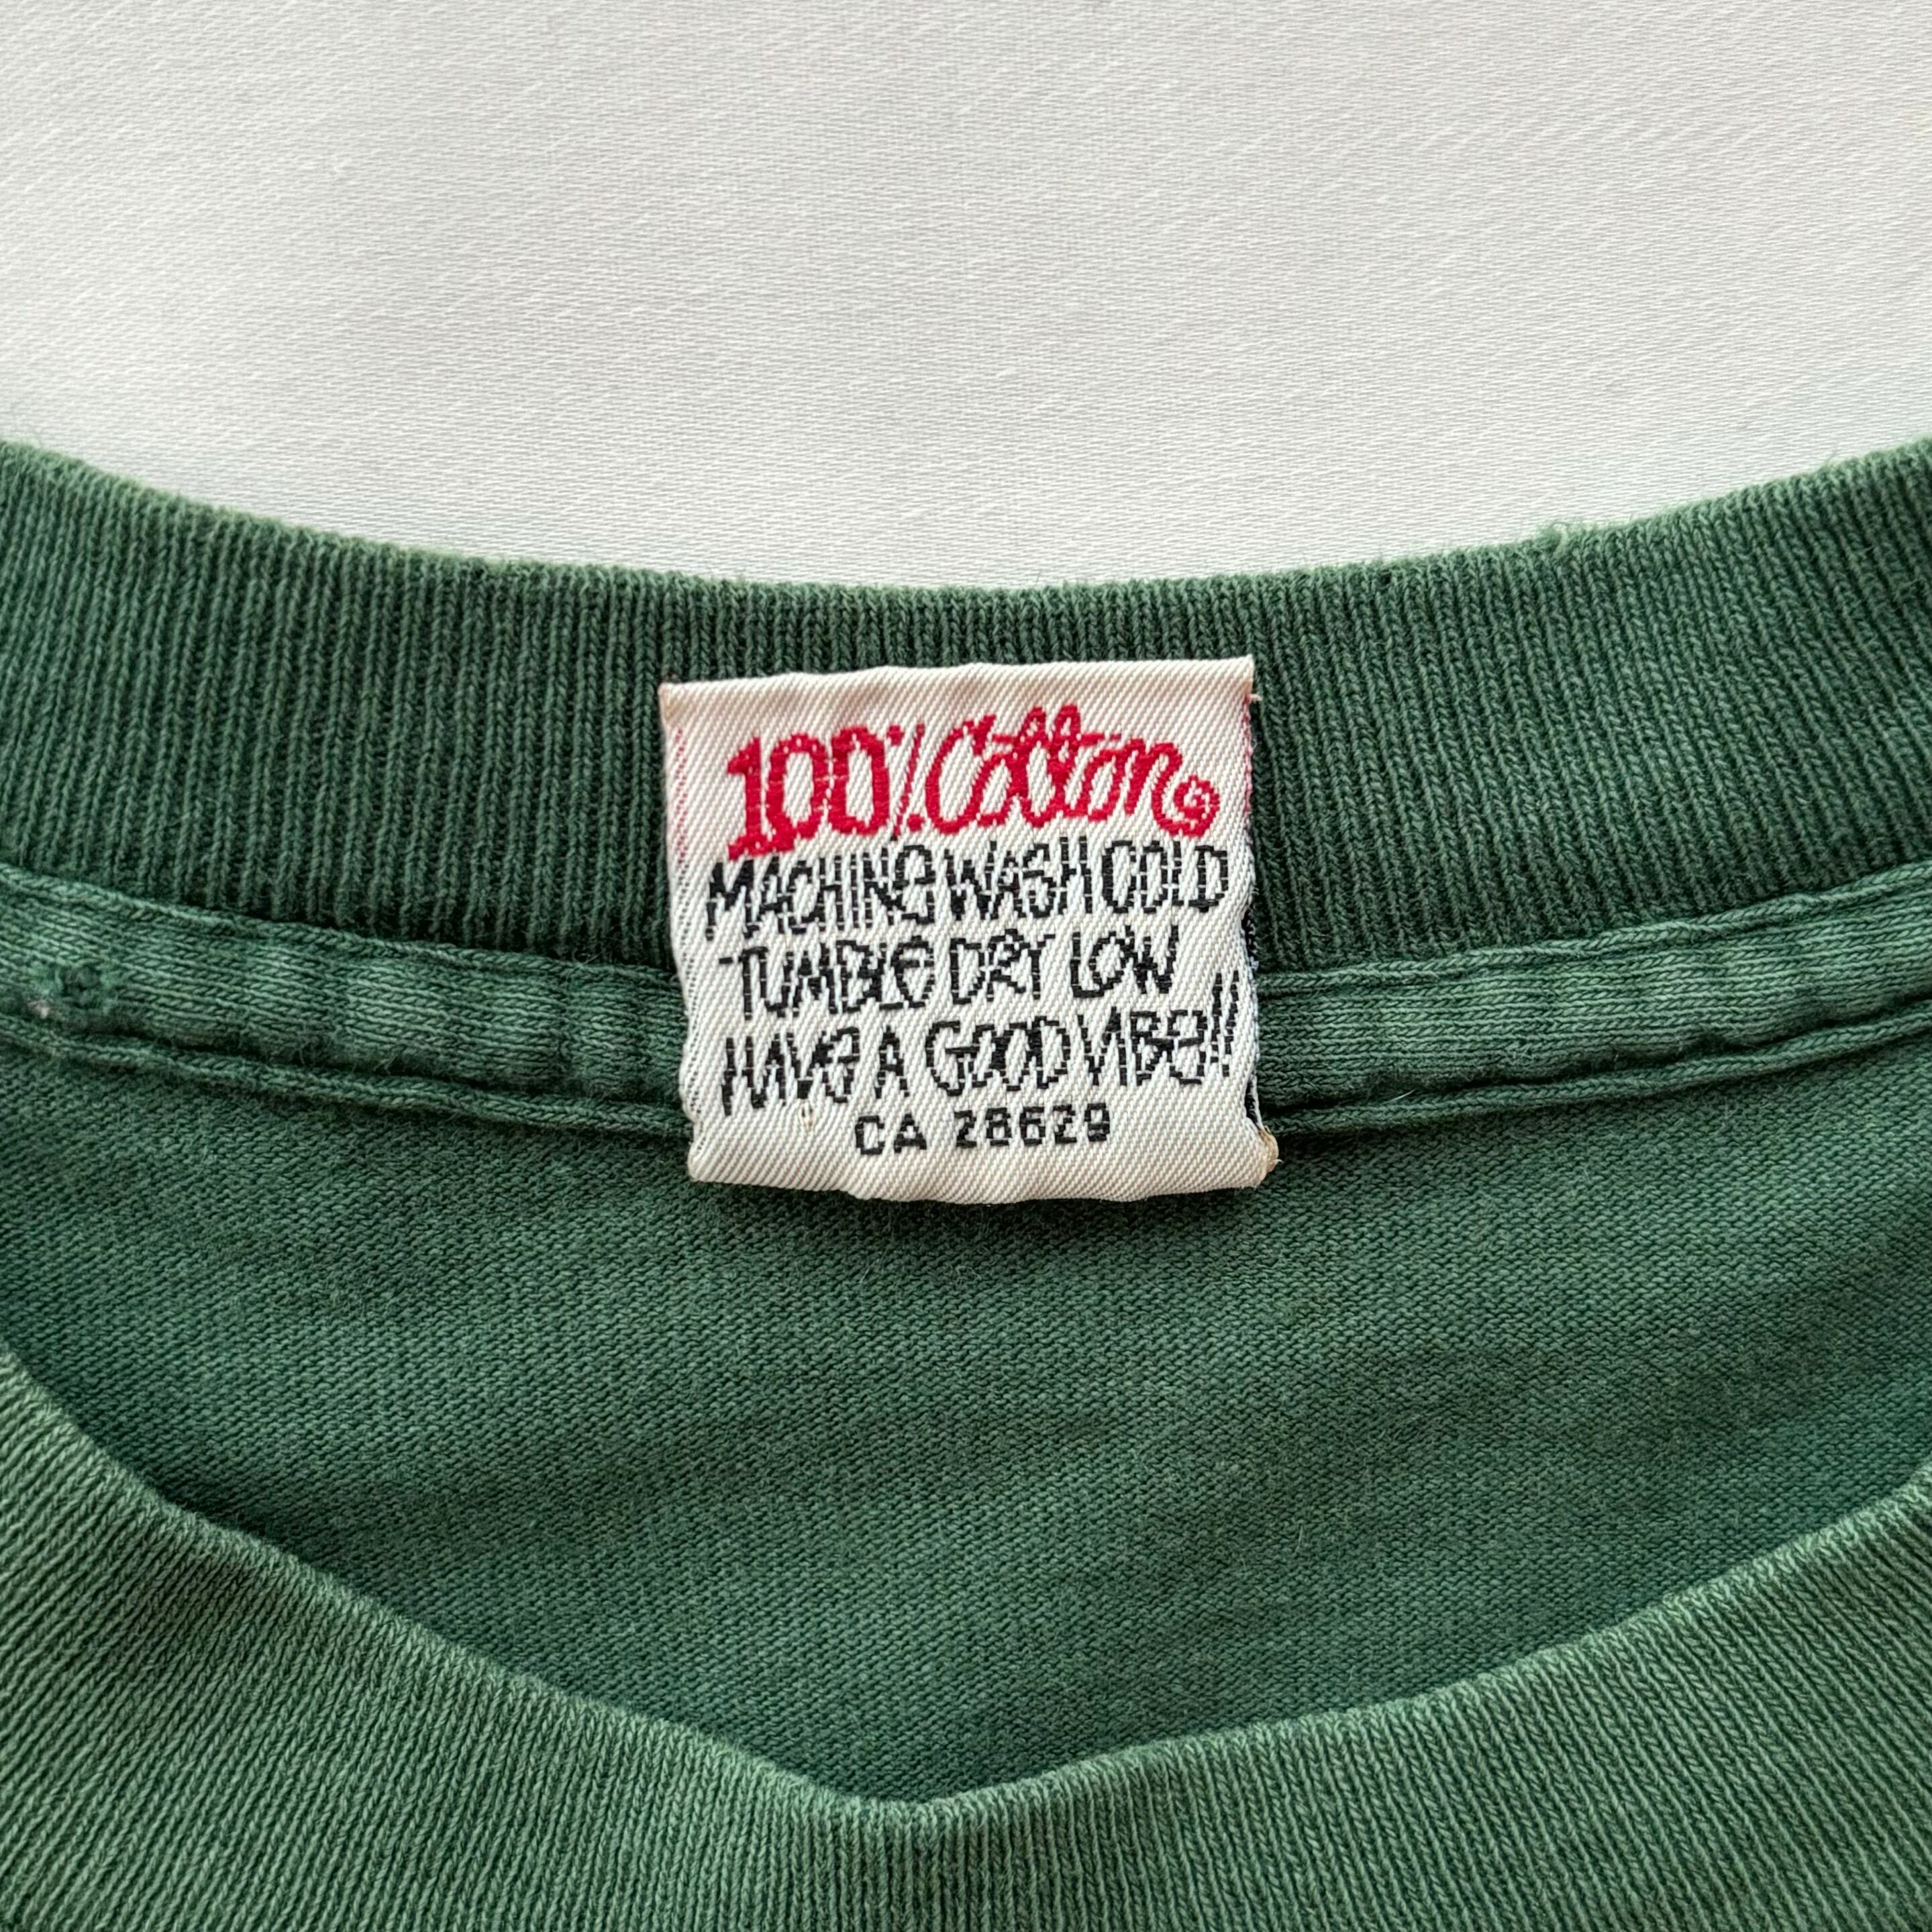 100% Cotton
MACHINE WASH COLD
TUMBLE DRY LOW
HAVE A GOOD VIBE!!
CA 28629